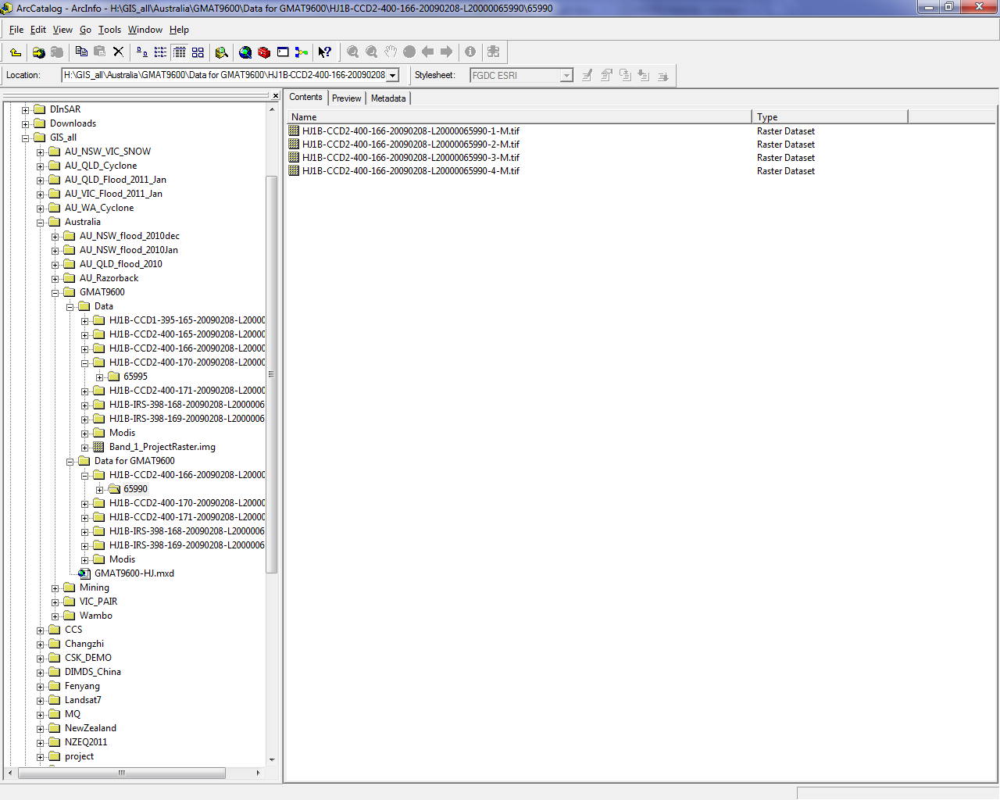 ArcCatalog - ArcInfo - H:\GIS_all\Australia\GMAT9600\Data for GMAT9600\HJ1B-CCD2-400-166-20090208-L20000065990\65990
File Edit View Go Tools Window Help
Location: H:\GIS_all\Australia\GMAT9600\Data for GMAT9600\HJ1B-CCD2-400-166-20090208 Stylesheet: FGDC ESRI
Contents Preview Metadata
Name Type
HJ1B-CCD2-400-166-20090208-L20000065990-1-M.tif Raster Dataset
HJ1B-CCD2-400-166-20090208-L20000065990-2-M.tif Raster Dataset
HJ1B-CCD2-400-166-20090208-L20000065990-3-M.tif Raster Dataset
HJ1B-CCD2-400-166-20090208-L20000065990-4-M.tif Raster Dataset
DInSAR
Downloads
GIS_all
AU_NSW_VIC_SNOW
AU_QLD_Cyclone
AU_QLD_Flood_2011_Jan
AU_VIC_Flood_2011_Jan
AU_WA_Cyclone
Australia
AU_NSW_flood_2010dec
AU_NSW_flood_2010Jan
AU_QLD_flood_2010
AU_Razorback
GMAT9600
Data
HJ1B-CCD1-395-165-20090208-L20000
HJ1B-CCD2-400-165-20090208-L20000
HJ1B-CCD2-400-166-20090208-L20000
HJ1B-CCD2-400-170-20090208-L20000
65995
HJ1B-CCD2-400-171-20090208-L20000
HJ1B-IRS-398-168-20090208-L2000006
HJ1B-IRS-398-169-20090208-L2000006
Modis
Band_1_ProjectRaster.img
Data for GMAT9600
HJ1B-CCD2-400-166-20090208-L20000
65990
HJ1B-CCD2-400-170-20090208-L20000
HJ1B-CCD2-400-171-20090208-L20000
HJ1B-IRS-398-168-20090208-L2000006
HJ1B-IRS-398-169-20090208-L2000006
Modis
GMAT9600-HJ.mxd
Mining
VIC_PAIR
Wambo
CCS
Changzhi
CSK_DEMO
DIMDS_China
Fenyang
Landsat7
MQ
NewZealand
NZEQ2011
project